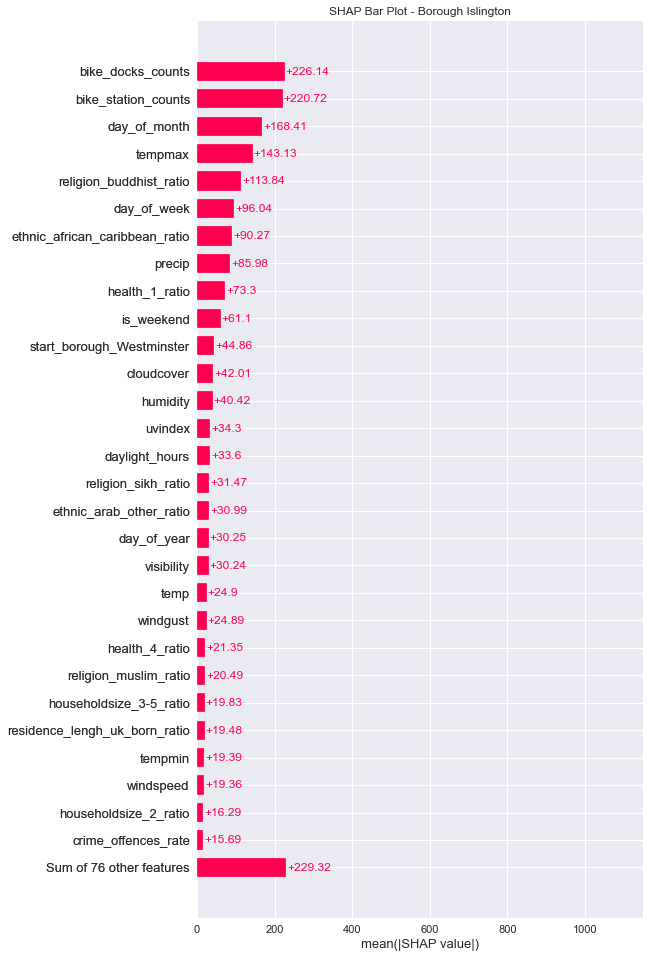 SHAP Bar Plot - Borough Islington
bike_docks_counts +226.14
bike_station_counts +220.72
day_of_month +168.41
tempmax +143.13
religion_buddhist_ratio +113.84
day_of_week +96.04
ethnic_african_caribbean_ratio +90.27
precip +85.98
health_1_ratio +73.3
is_weekend +61.1
start_borough_Westminster +44.86
cloudcover +42.01
humidity +40.42
uvindex +34.3
daylight_hours +33.6
religion_sikh_ratio +31.47
ethnic_arab_other_ratio +30.99
day_of_year +30.25
visibility +30.24
temp +24.9
windgust +24.89
health_4_ratio +21.35
religion_muslim_ratio +20.49
householdsize_3-5_ratio +19.83
residence_lengh_uk_born_ratio +19.48
tempmin +19.39
windspeed +19.36
householdsize_2_ratio +16.29
crime_offences_rate +15.69
Sum of 76 other features +229.32
0 200 400 600 800 1000
mean(|SHAP value|)